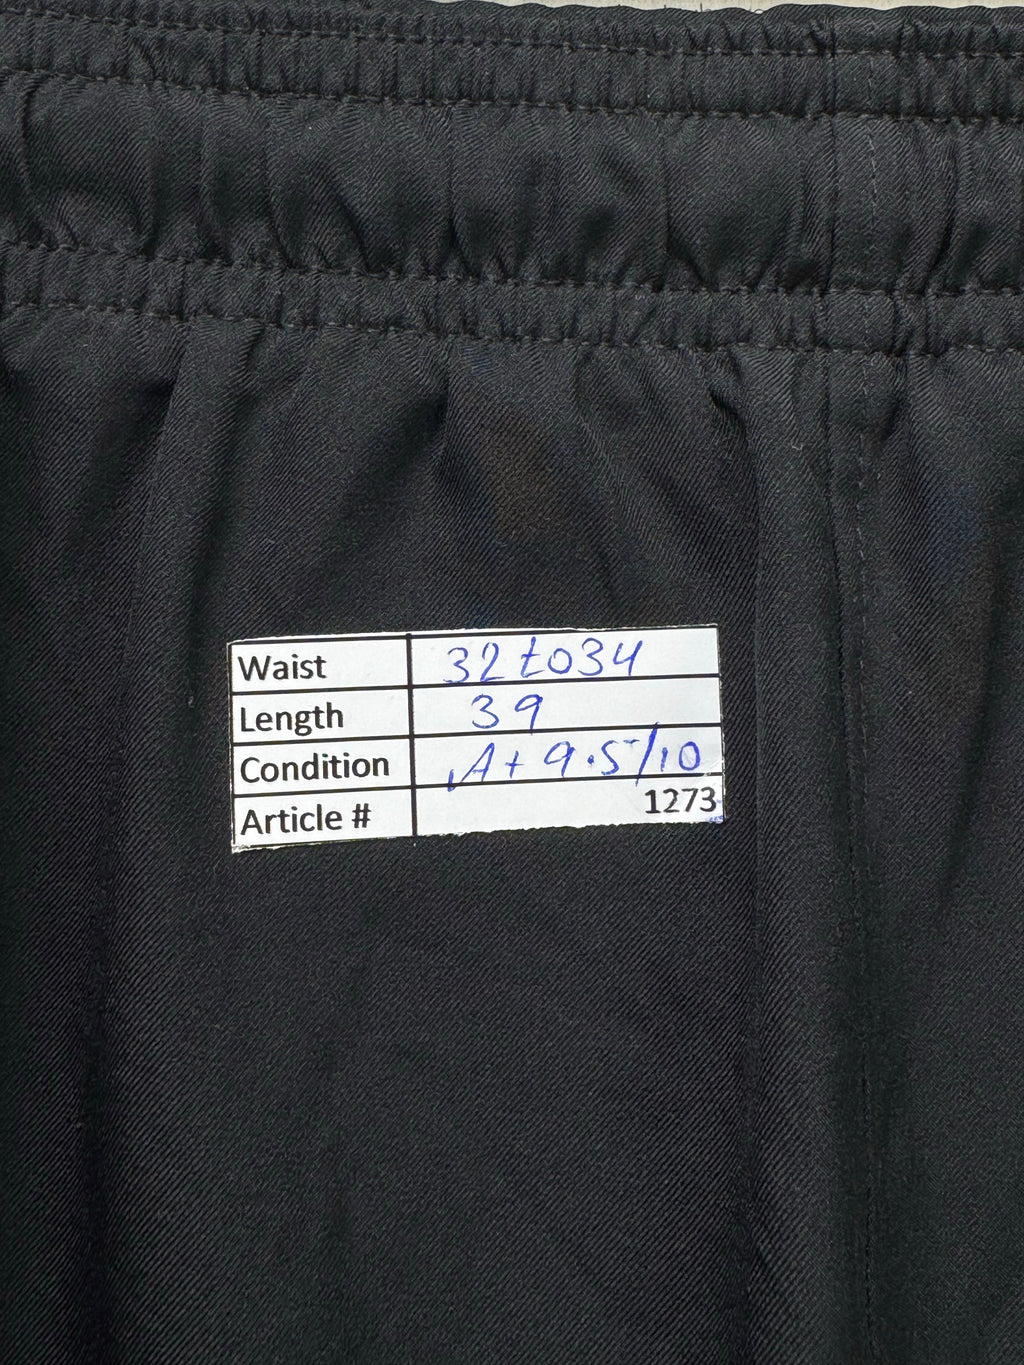 Waist 32 to 34
Length 39
Condition A+ 9.5/10
Article # 1273